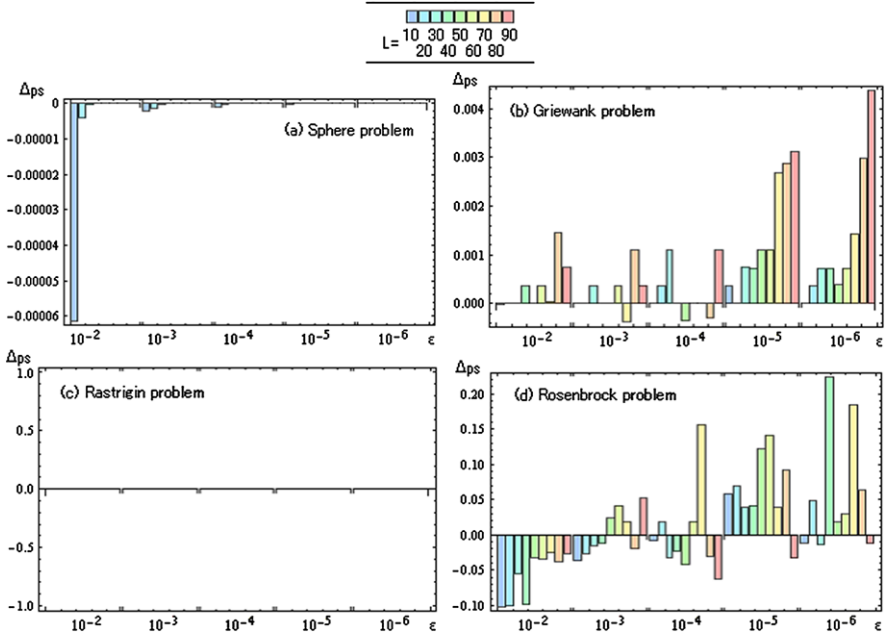 10 30 50 70 90
L=
20 40 60 80
Δps
0
-0.00001
-0.00002
-0.00003
-0.00004
-0.00005
-0.00006
(a) Sphere problem
10-2 10-3 10-4 10-5 10-6 ε
Δps
0.004
0.003
0.002
0.001
0.000
(b) Griewank problem
10-2 10-3 10-4 10-5 10-6 ε
Δps
1.0
0.5
0.0
-0.5
-1.0
(c) Rastrigin problem
10-2 10-3 10-4 10-5 10-6 ε
Δps
0.20
0.15
0.10
0.05
0.00
-0.05
-0.10
(d) Rosenbrock problem
10-2 10-3 10-4 10-5 10-6 ε